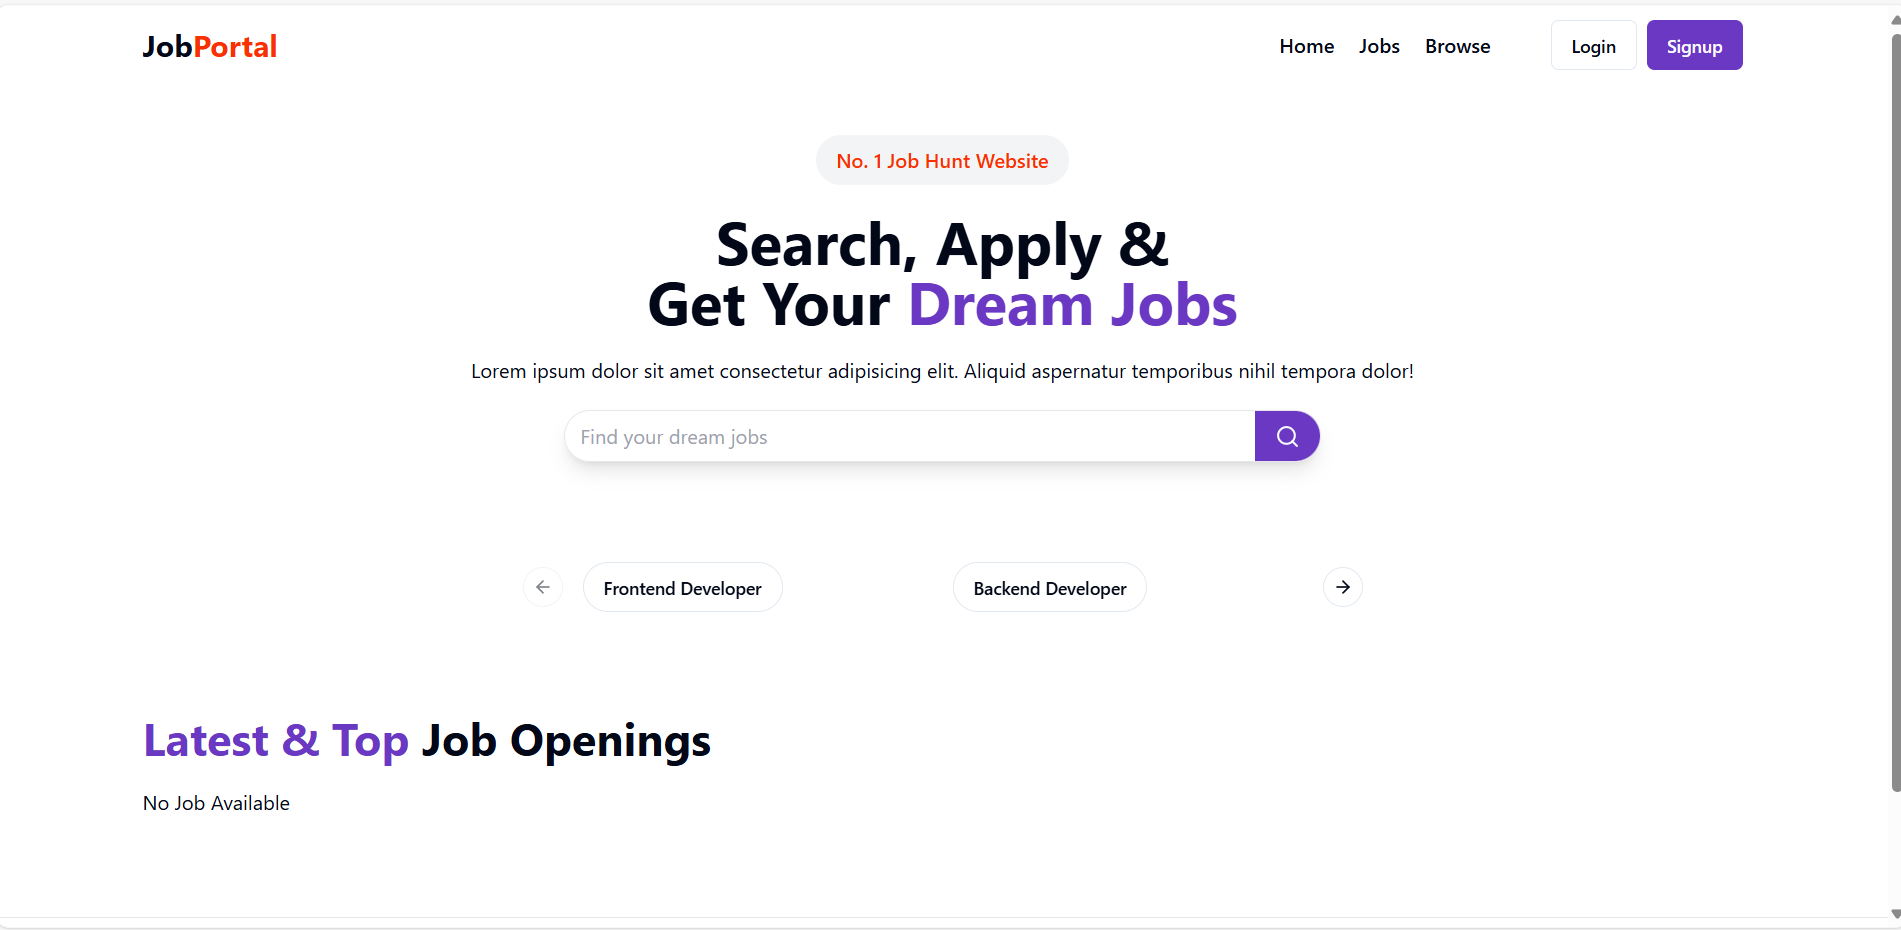 JobPortal
Home Jobs Browse Login Signup
No. 1 Job Hunt Website
Search, Apply &
Get Your Dream Jobs
Lorem ipsum dolor sit amet consectetur adipisicing elit. Aliquid aspernatur temporibus nihil tempora dolor!
Find your dream jobs
Frontend Developer Backend Developer
Latest & Top Job Openings
No Job Available